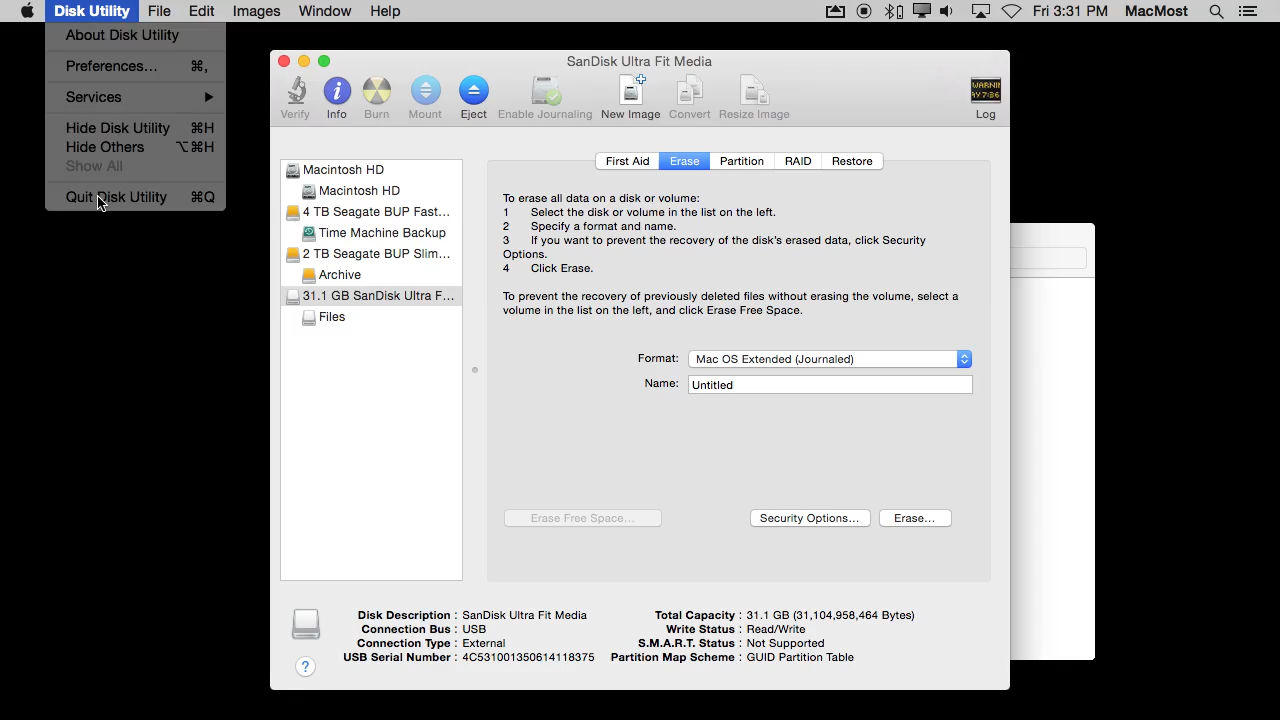 Disk Utility File Edit Images Window Help Fri 3:31 PM MacMost
About Disk Utility
Preferences... ⌘,
Services ▶
Hide Disk Utility ⌘H
Hide Others ⌥⌘H
Show All
Quit Disk Utility ⌘Q
SanDisk Ultra Fit Media
Verify Info Burn Mount Eject Enable Journaling New Image Convert Resize Image Log
Macintosh HD
Macintosh HD
4 TB Seagate BUP Fast...
Time Machine Backup
2 TB Seagate BUP Slim...
Archive
31.1 GB SanDisk Ultra F...
Files
First Aid Erase Partition RAID Restore
To erase all data on a disk or volume:
1 Select the disk or volume in the list on the left.
2 Specify a format and name.
3 If you want to prevent the recovery of the disk's erased data, click Security
Options.
4 Click Erase.
To prevent the recovery of previously deleted files without erasing the volume, select a
volume in the list on the left, and click Erase Free Space.
Format: Mac OS Extended (Journaled)
Name: Untitled
Erase Free Space... Security Options... Erase...
Disk Description : SanDisk Ultra Fit Media
Connection Bus : USB
Connection Type : External
USB Serial Number : 4C531001350614118375
Total Capacity : 31.1 GB (31,104,958,464 Bytes)
Write Status : Read/Write
S.M.A.R.T. Status : Not Supported
Partition Map Scheme : GUID Partition Table
?